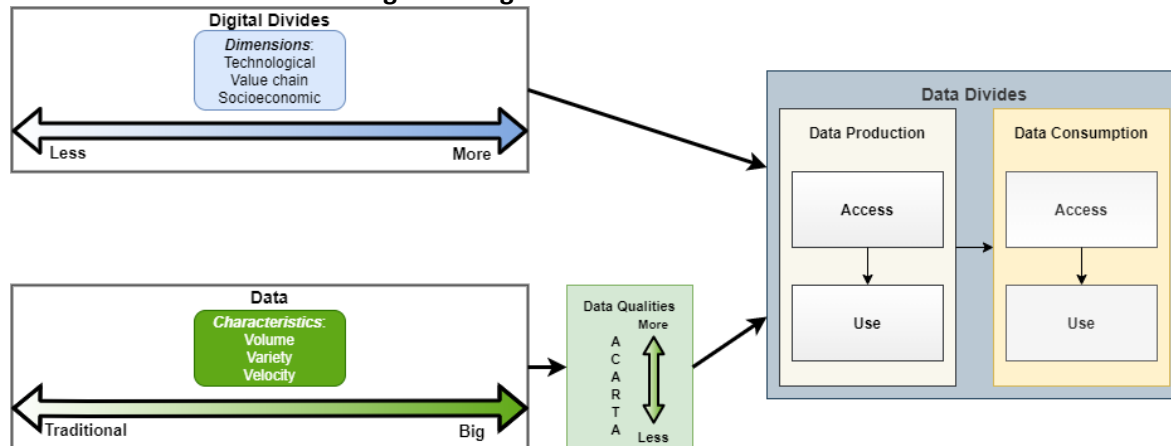 Digital Divides
Dimensions:
Technological
Value chain
Socioeconomic
Less
More
Data
Characteristics:
Volume
Variety
Velocity
Traditional
Big
Data Qualities
More
A
C
A
R
T
A
Less
Data Divides
Data Production
Access
Use
Data Consumption
Access
Use